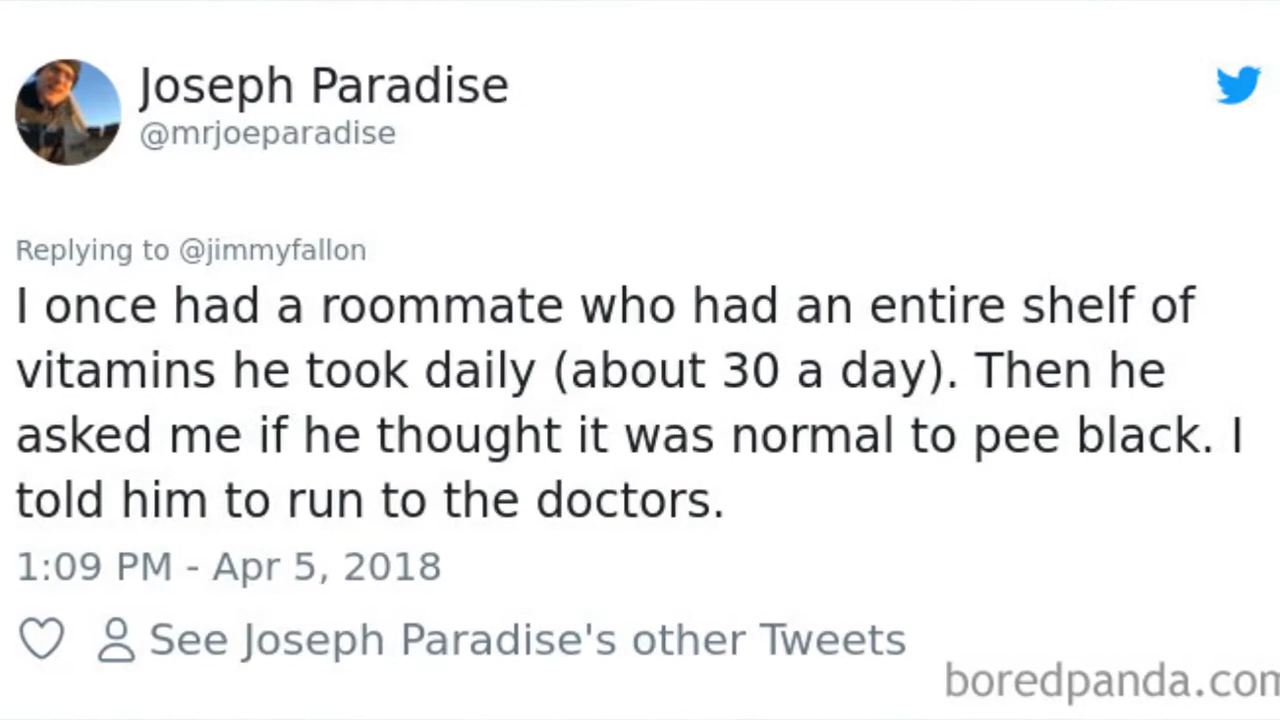 Joseph Paradise
@mrjoeparadise
Replying to @jimmyfallon
I once had a roommate who had an entire shelf of
vitamins he took daily (about 30 a day). Then he
asked me if he thought it was normal to pee black. I
told him to run to the doctors.
1:09 PM - Apr 5, 2018
See Joseph Paradise's other Tweets
boredpanda.com